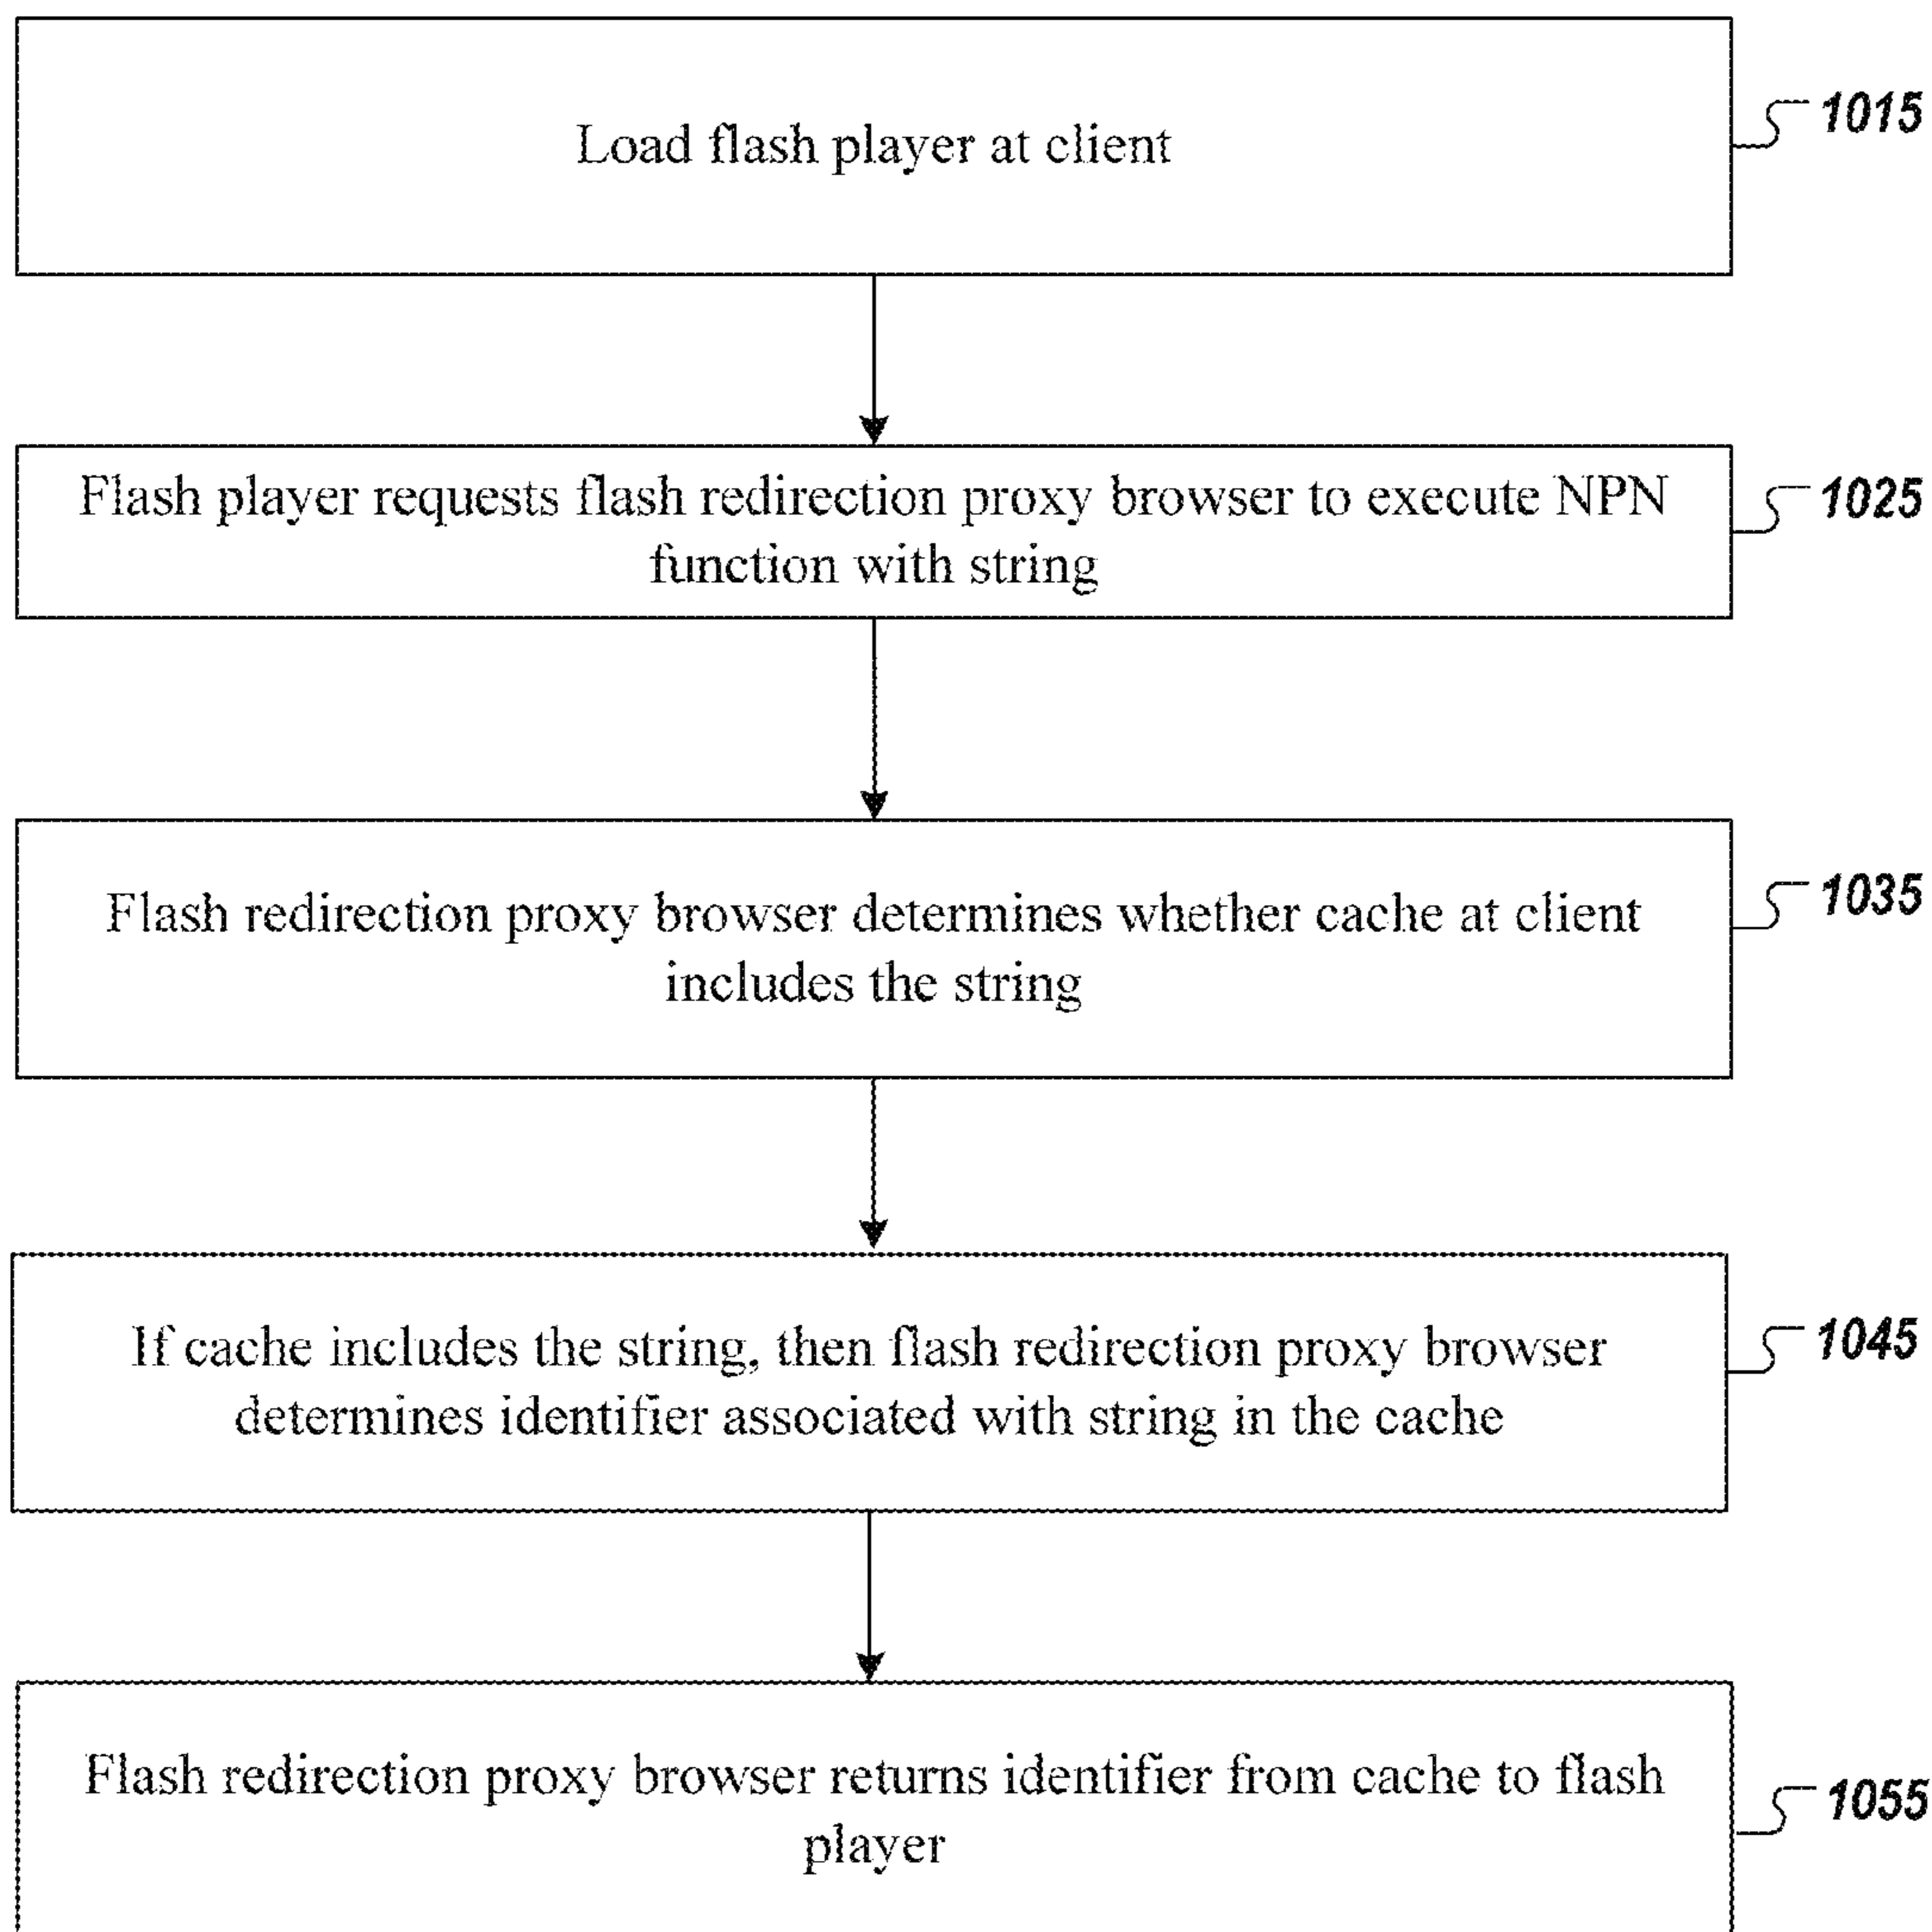 Load flash player at client
1015
Flash player requests flash redirection proxy browser to execute NPN
function with string
1025
Flash redirection proxy browser determines whether cache at client
includes the string
1035
If cache includes the string, then flash redirection proxy browser
determines identifier associated with string in the cache
1045
Flash redirection proxy browser returns identifier from cache to flash
player
1055